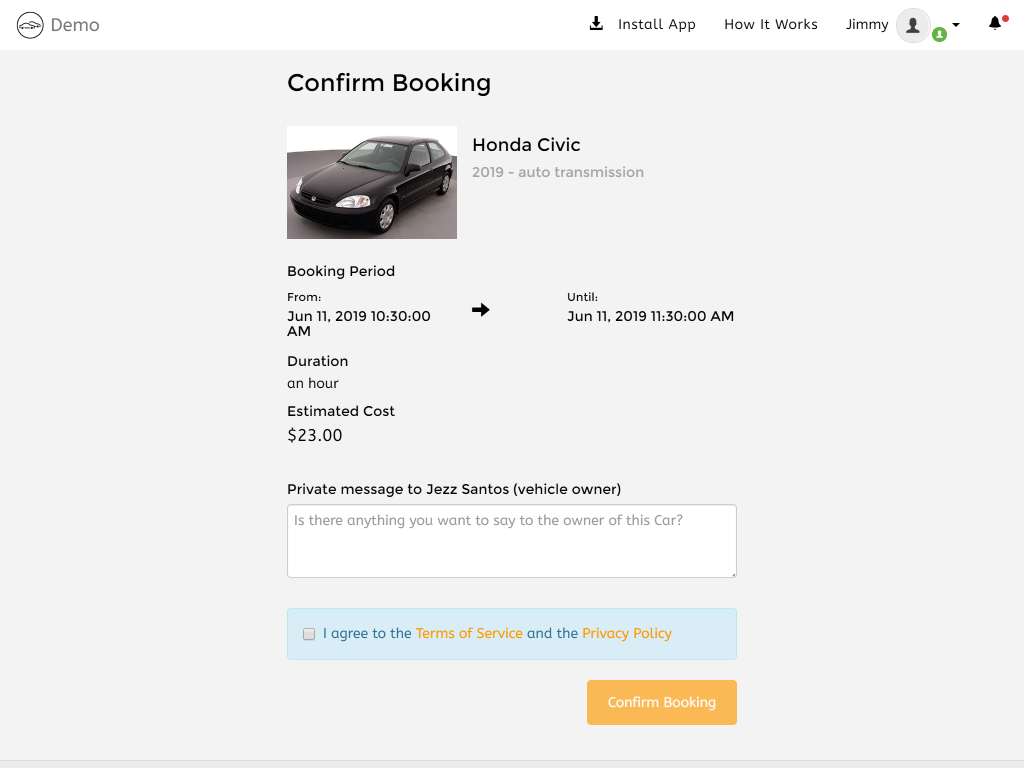 Demo
Install App
How It Works
Jimmy
Confirm Booking
Honda Civic
2019 - auto transmission
Booking Period
From:
Jun 11, 2019 10:30:00
AM
Until:
Jun 11, 2019 11:30:00 AM
Duration
an hour
Estimated Cost
$23.00
Private message to Jezz Santos (vehicle owner)
Is there anything you want to say to the owner of this Car?
I agree to the Terms of Service and the Privacy Policy
Confirm Booking